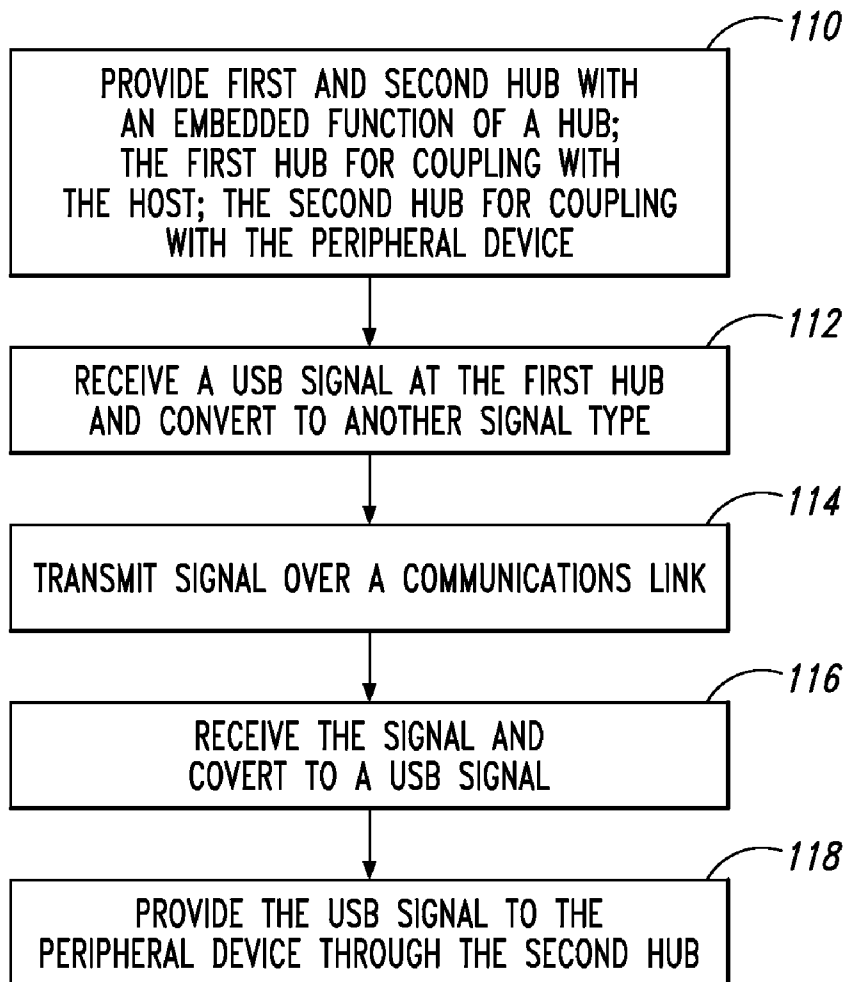 110
PROVIDE FIRST AND SECOND HUB WITH
AN EMBEDDED FUNCTION OF A HUB;
THE FIRST HUB FOR COUPLING WITH
THE HOST; THE SECOND HUB FOR COUPLING
WITH THE PERIPHERAL DEVICE
112
RECEIVE A USB SIGNAL AT THE FIRST HUB
AND CONVERT TO ANOTHER SIGNAL TYPE
114
TRANSMIT SIGNAL OVER A COMMUNICATIONS LINK
116
RECEIVE THE SIGNAL AND
COVERT TO A USB SIGNAL
118
PROVIDE THE USB SIGNAL TO THE
PERIPHERAL DEVICE THROUGH THE SECOND HUB